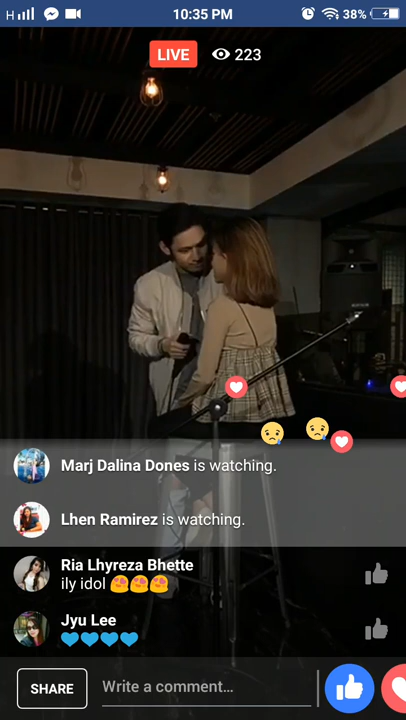 H 10:35 PM 38%
LIVE 223
Marj Dalina Dones is watching.
Lhen Ramirez is watching.
Ria Lhyreza Bhette
ily idol 😍😍😍
Jyu Lee
💙💙💙💙
SHARE Write a comment...